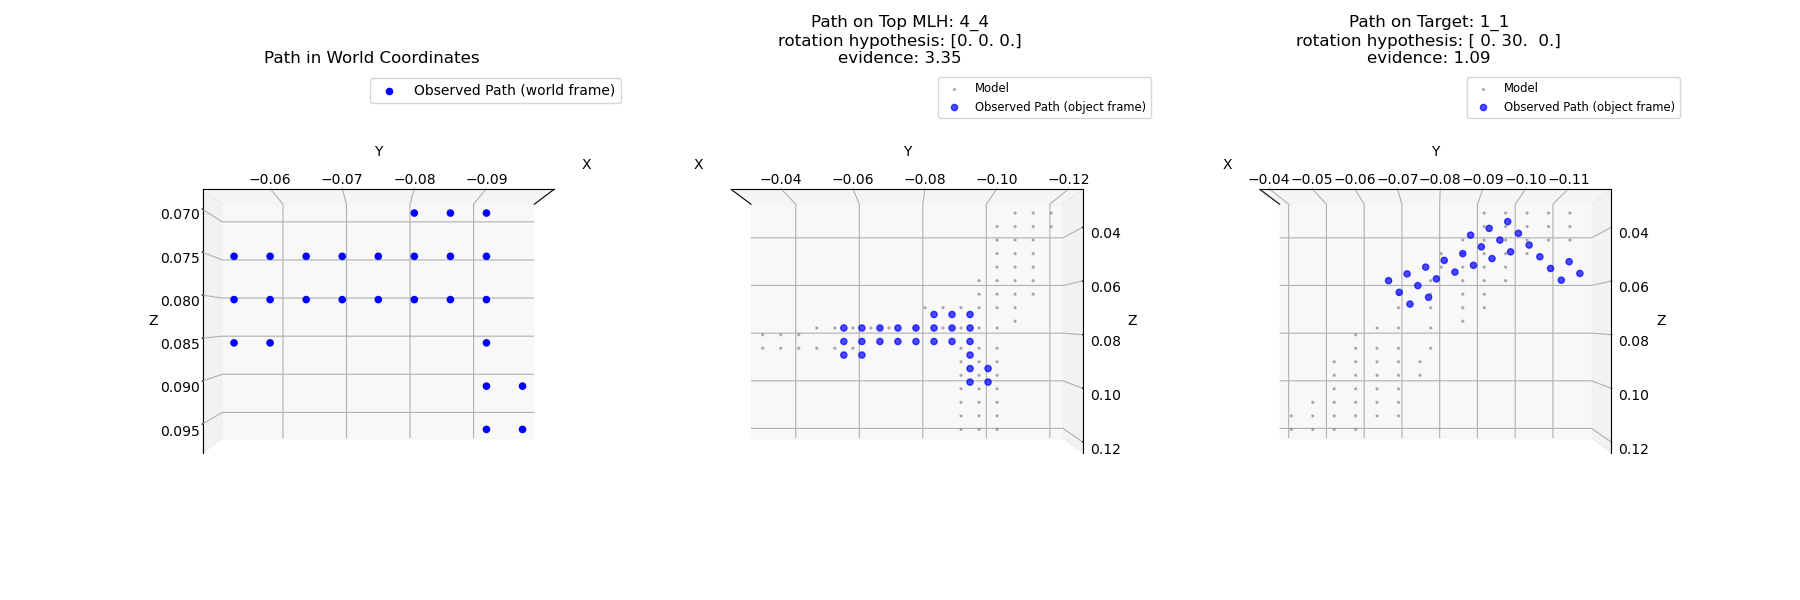 Path in World Coordinates
Observed Path (world frame)
Y
X
−0.06 −0.07 −0.08 −0.09
0.070
0.075
0.080
Z
0.085
0.090
0.095
Path on Top MLH: 4_4
rotation hypothesis: [0. 0. 0.]
evidence: 3.35
Model
Observed Path (object frame)
Y
X
−0.04 −0.06 −0.08 −0.10 −0.12
0.04
0.06
Z
0.08
0.10
0.12
Path on Target: 1_1
rotation hypothesis: [ 0. 30.  0.]
evidence: 1.09
Model
Observed Path (object frame)
Y
X
−0.04 −0.05 −0.06 −0.07 −0.08 −0.09 −0.10 −0.11
0.04
0.06
Z
0.08
0.10
0.12